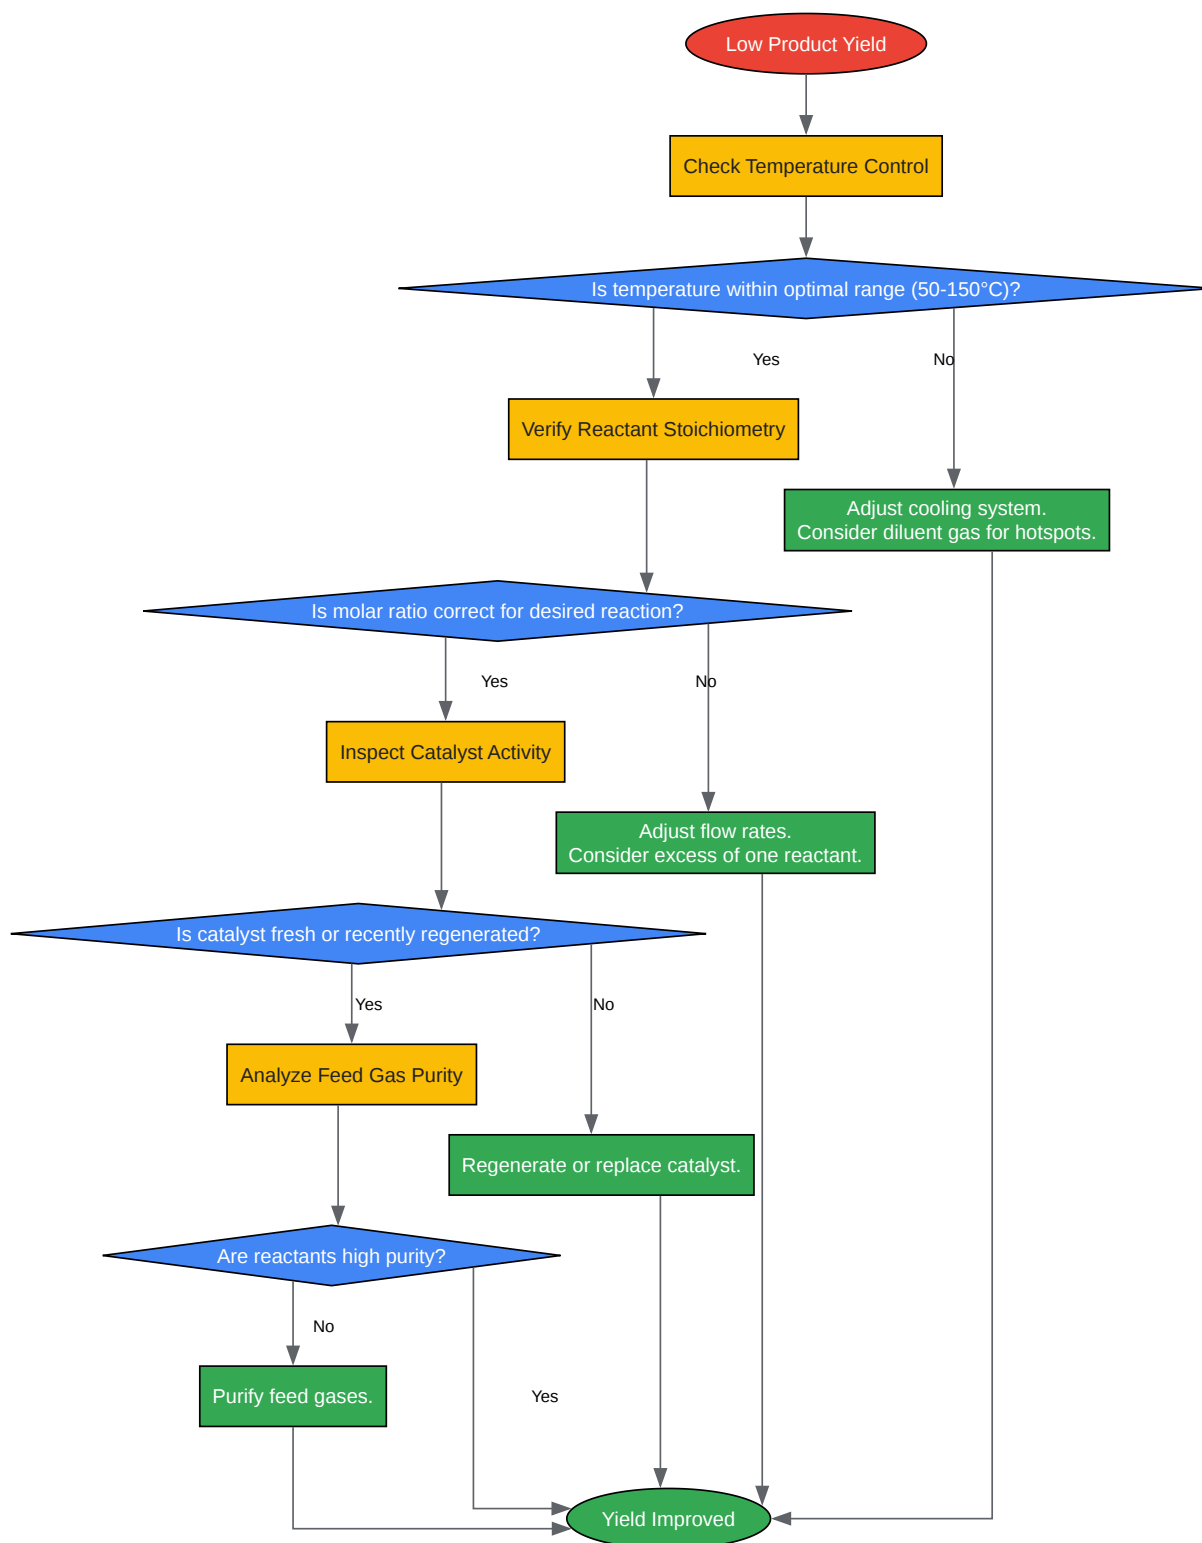 Low Product Yield
Check Temperature Control
Is temperature within optimal range (50-150°C)?
Yes
No
Verify Reactant Stoichiometry
Adjust cooling system.
Consider diluent gas for hotspots.
Is molar ratio correct for desired reaction?
Yes
No
Inspect Catalyst Activity
Adjust flow rates.
Consider excess of one reactant.
Is catalyst fresh or recently regenerated?
Yes
No
Analyze Feed Gas Purity
Regenerate or replace catalyst.
Are reactants high purity?
No
Purify feed gases.
Yes
Yield Improved